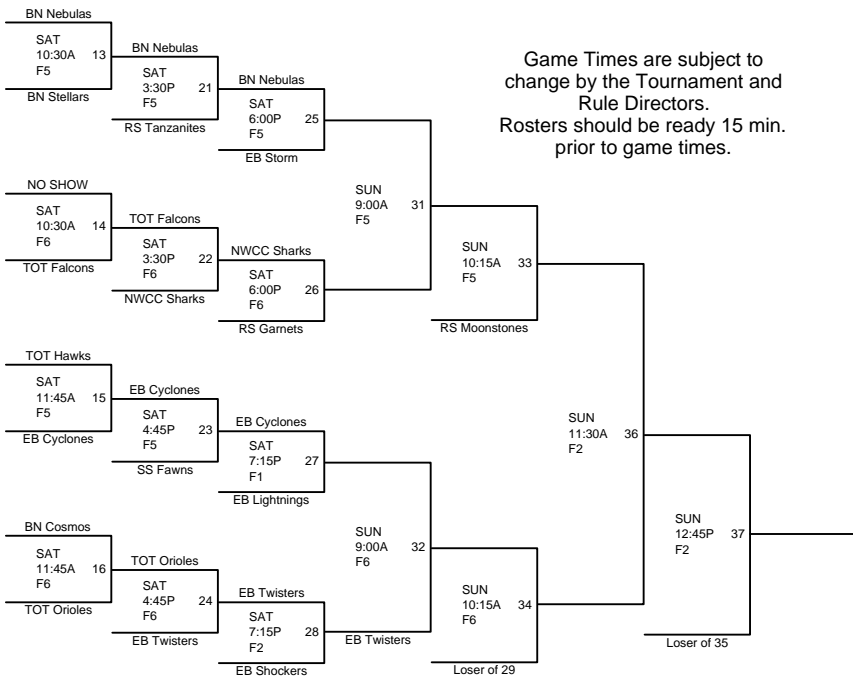 BN Nebulas
SAT
10:30A 13
F5
BN Stellars
BN Nebulas
SAT
3:30P 21
F5
RS Tanzanites
BN Nebulas
SAT
6:00P 25
F5
EB Storm
Game Times are subject to
change by the Tournament and
Rule Directors.
Rosters should be ready 15 min.
prior to game times.
NO SHOW
SAT
10:30A 14
F6
TOT Falcons
TOT Falcons
SAT
3:30P 22
F6
NWCC Sharks
NWCC Sharks
SAT
6:00P 26
F6
RS Garnets
SUN
9:00A 31
F5
SUN
10:15A 33
F5
RS Moonstones
TOT Hawks
SAT
11:45A 15
F5
EB Cyclones
EB Cyclones
SAT
4:45P 23
F5
SS Fawns
EB Cyclones
SAT
7:15P 27
F1
EB Lightnings
BN Cosmos
SAT
11:45A 16
F6
TOT Orioles
TOT Orioles
SAT
4:45P 24
F6
EB Twisters
EB Twisters
SAT
7:15P 28
F2
EB Shockers
SUN
9:00A 32
F6
EB Twisters
SUN
10:15A 34
F6
Loser of 29
SUN
11:30A 36
F2
SUN
12:45P 37
F2
Loser of 35